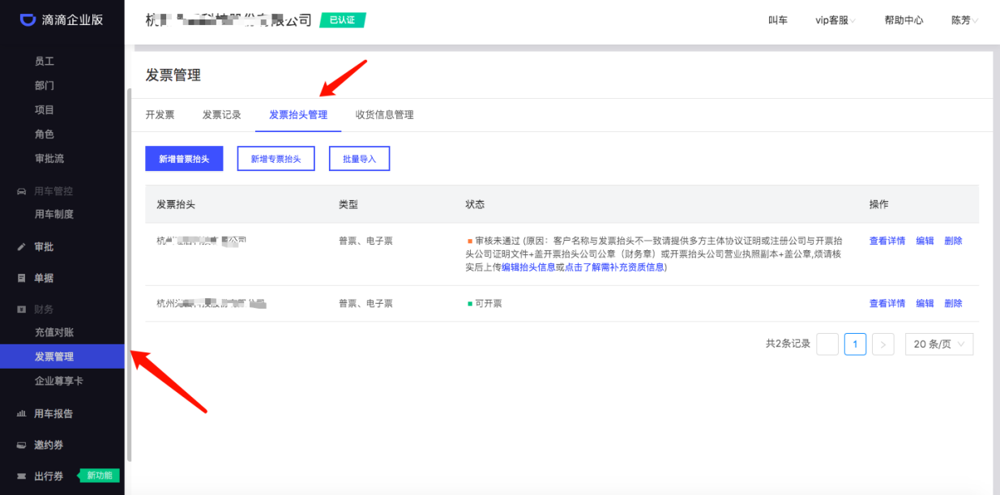 滴滴企业版
限公司
已认证
叫车
vip客服
帮助中心
陈芳
员工
部门
项目
角色
审批流
用车管控
用车制度
审批
单据
财务
充值对账
发票管理
企业尊享卡
用车报告
邀约券
出行券
新功能
发票管理
开发票
发票记录
发票抬头管理
收货信息管理
新增普票抬头
新增专票抬头
批量导入
发票抬头
类型
状态
操作
公司
普票、电子票
审核未通过 (原因：客户名称与发票抬头不一致请提供多方主体协议证明或注册公司与开票抬
头公司证明文件+盖开票抬头公司公章（财务章）或开票抬头公司营业执照副本+盖公章,烦请核
实后上传编辑抬头信息或点击了解需补充资质信息)
查看详情 编辑 删除
杭州
普票、电子票
可开票
查看详情 编辑 删除
共2条记录
1
>
20 条/页